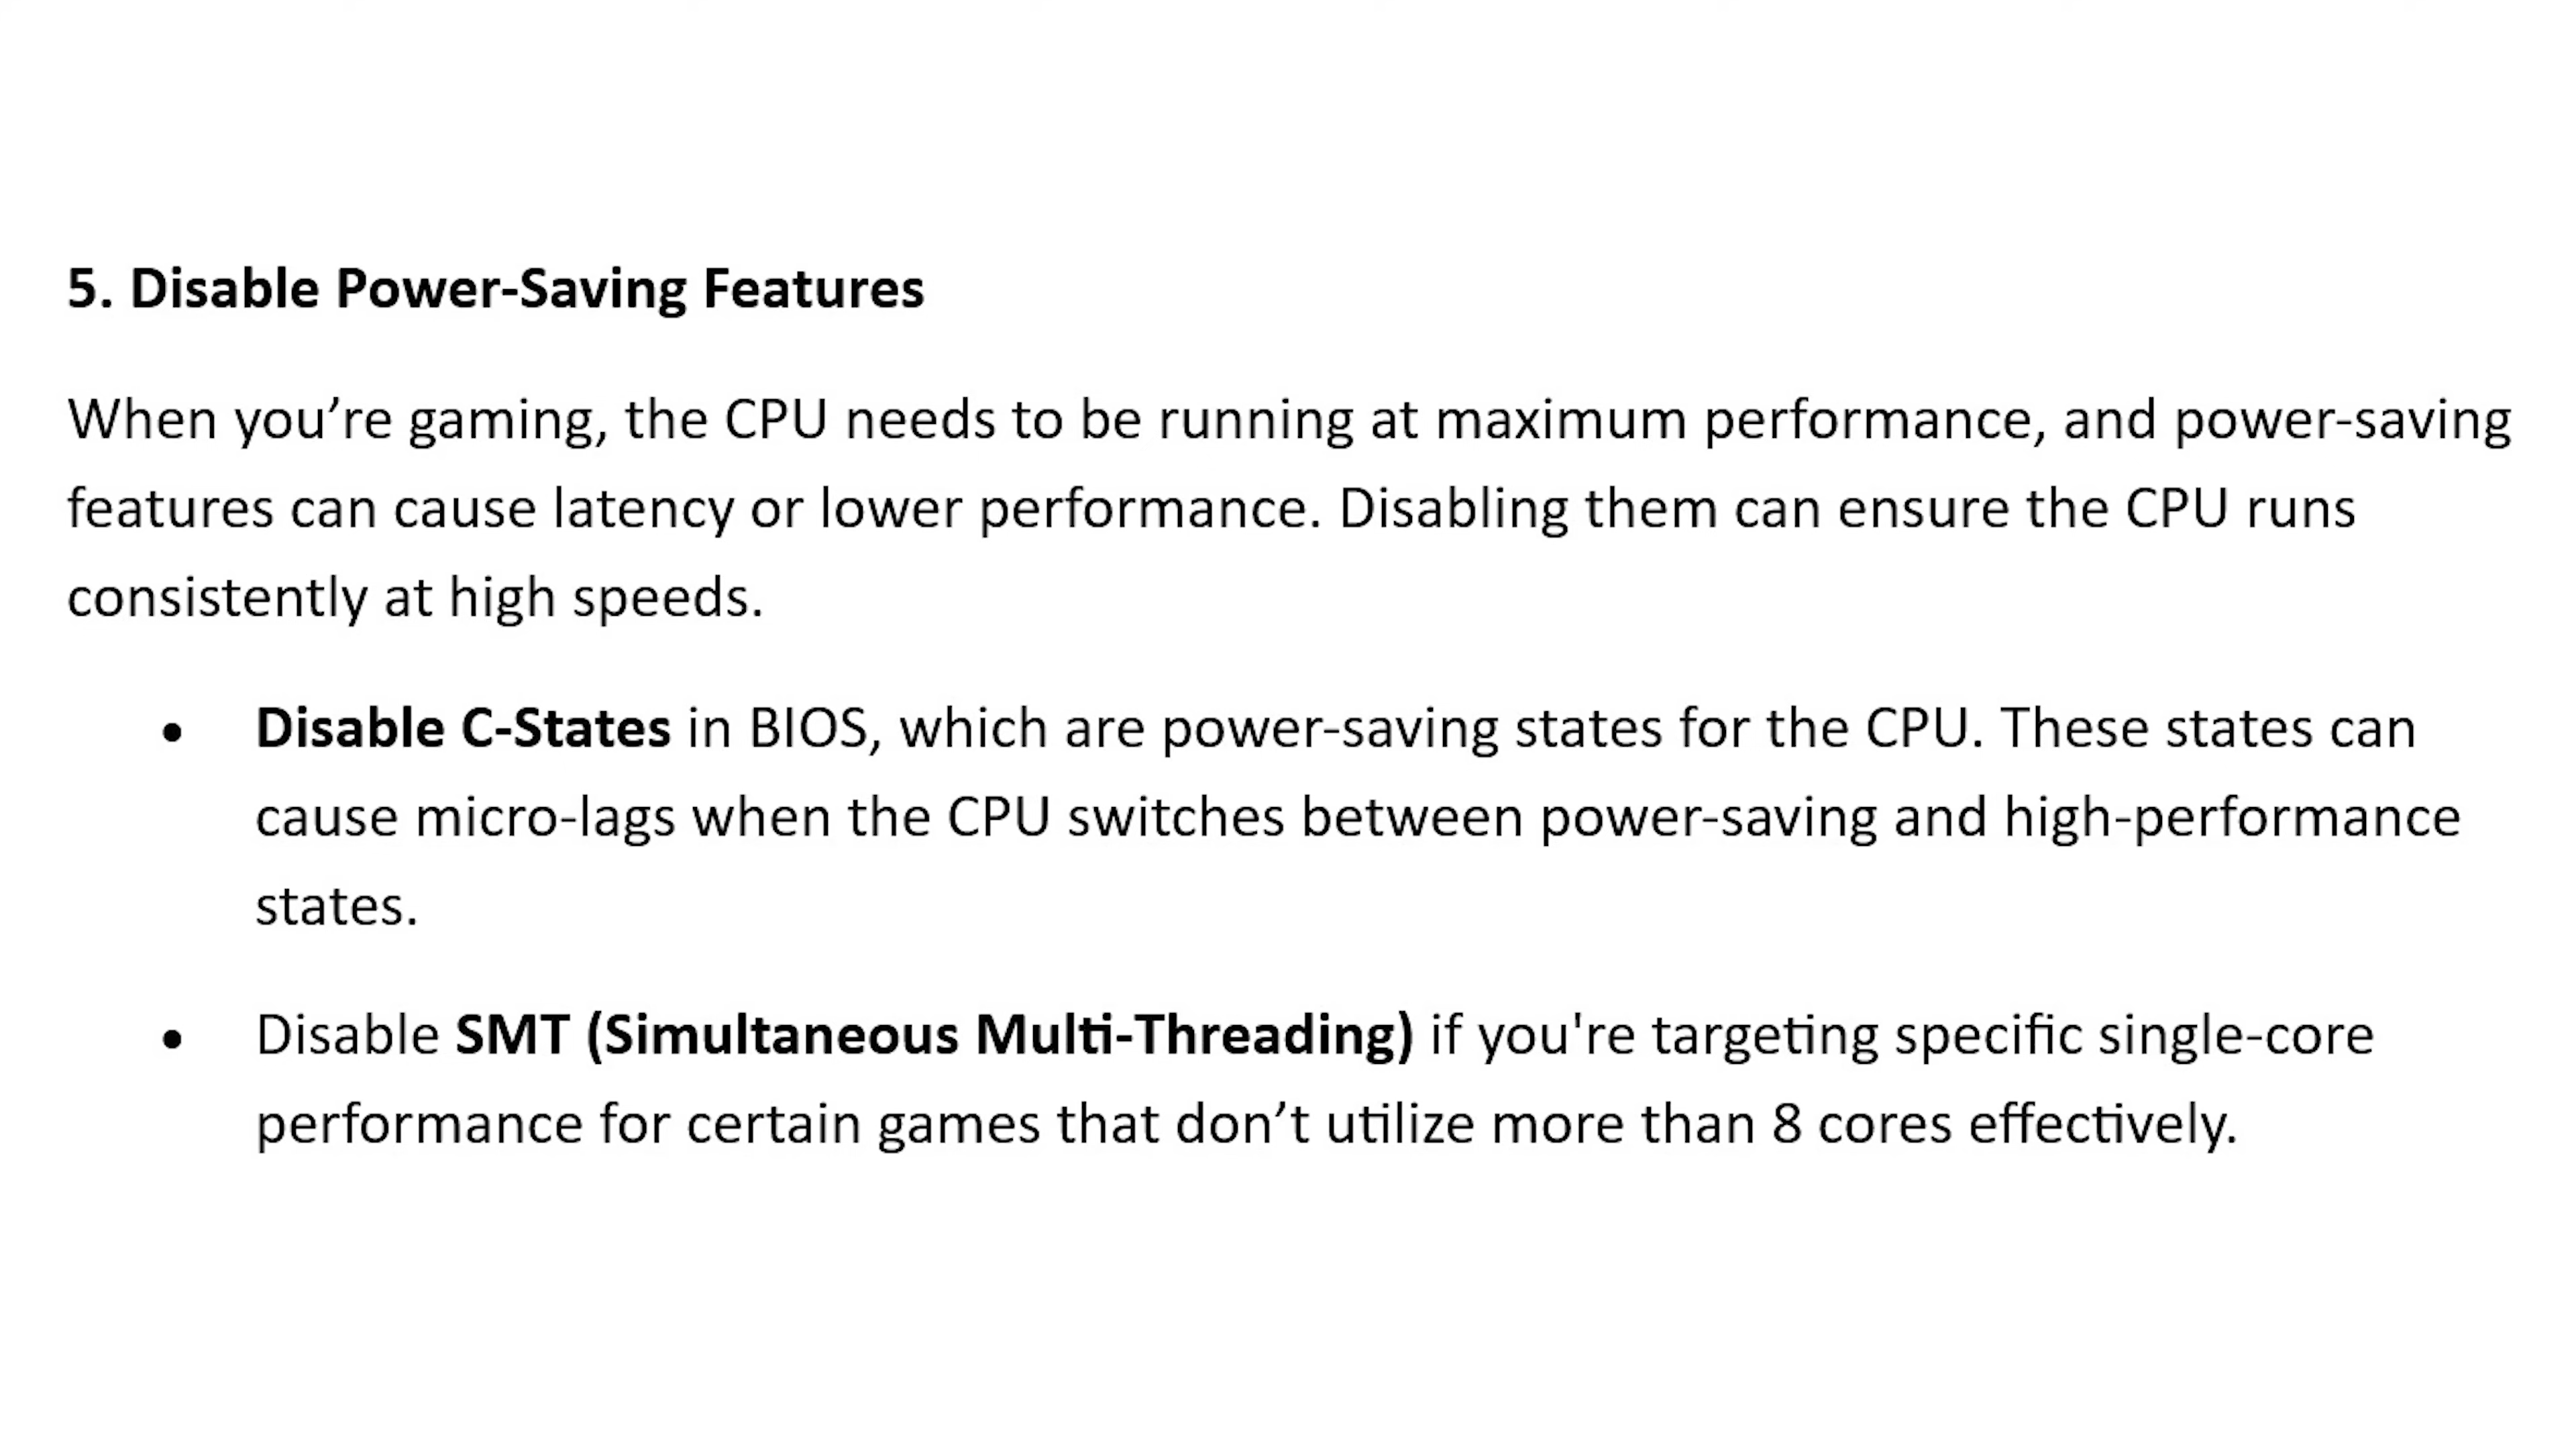 5. Disable Power-Saving Features
When you’re gaming, the CPU needs to be running at maximum performance, and power-saving
features can cause latency or lower performance. Disabling them can ensure the CPU runs
consistently at high speeds.
• Disable C-States in BIOS, which are power-saving states for the CPU. These states can
cause micro-lags when the CPU switches between power-saving and high-performance
states.
• Disable SMT (Simultaneous Multi-Threading) if you're targeting specific single-core
performance for certain games that don’t utilize more than 8 cores effectively.